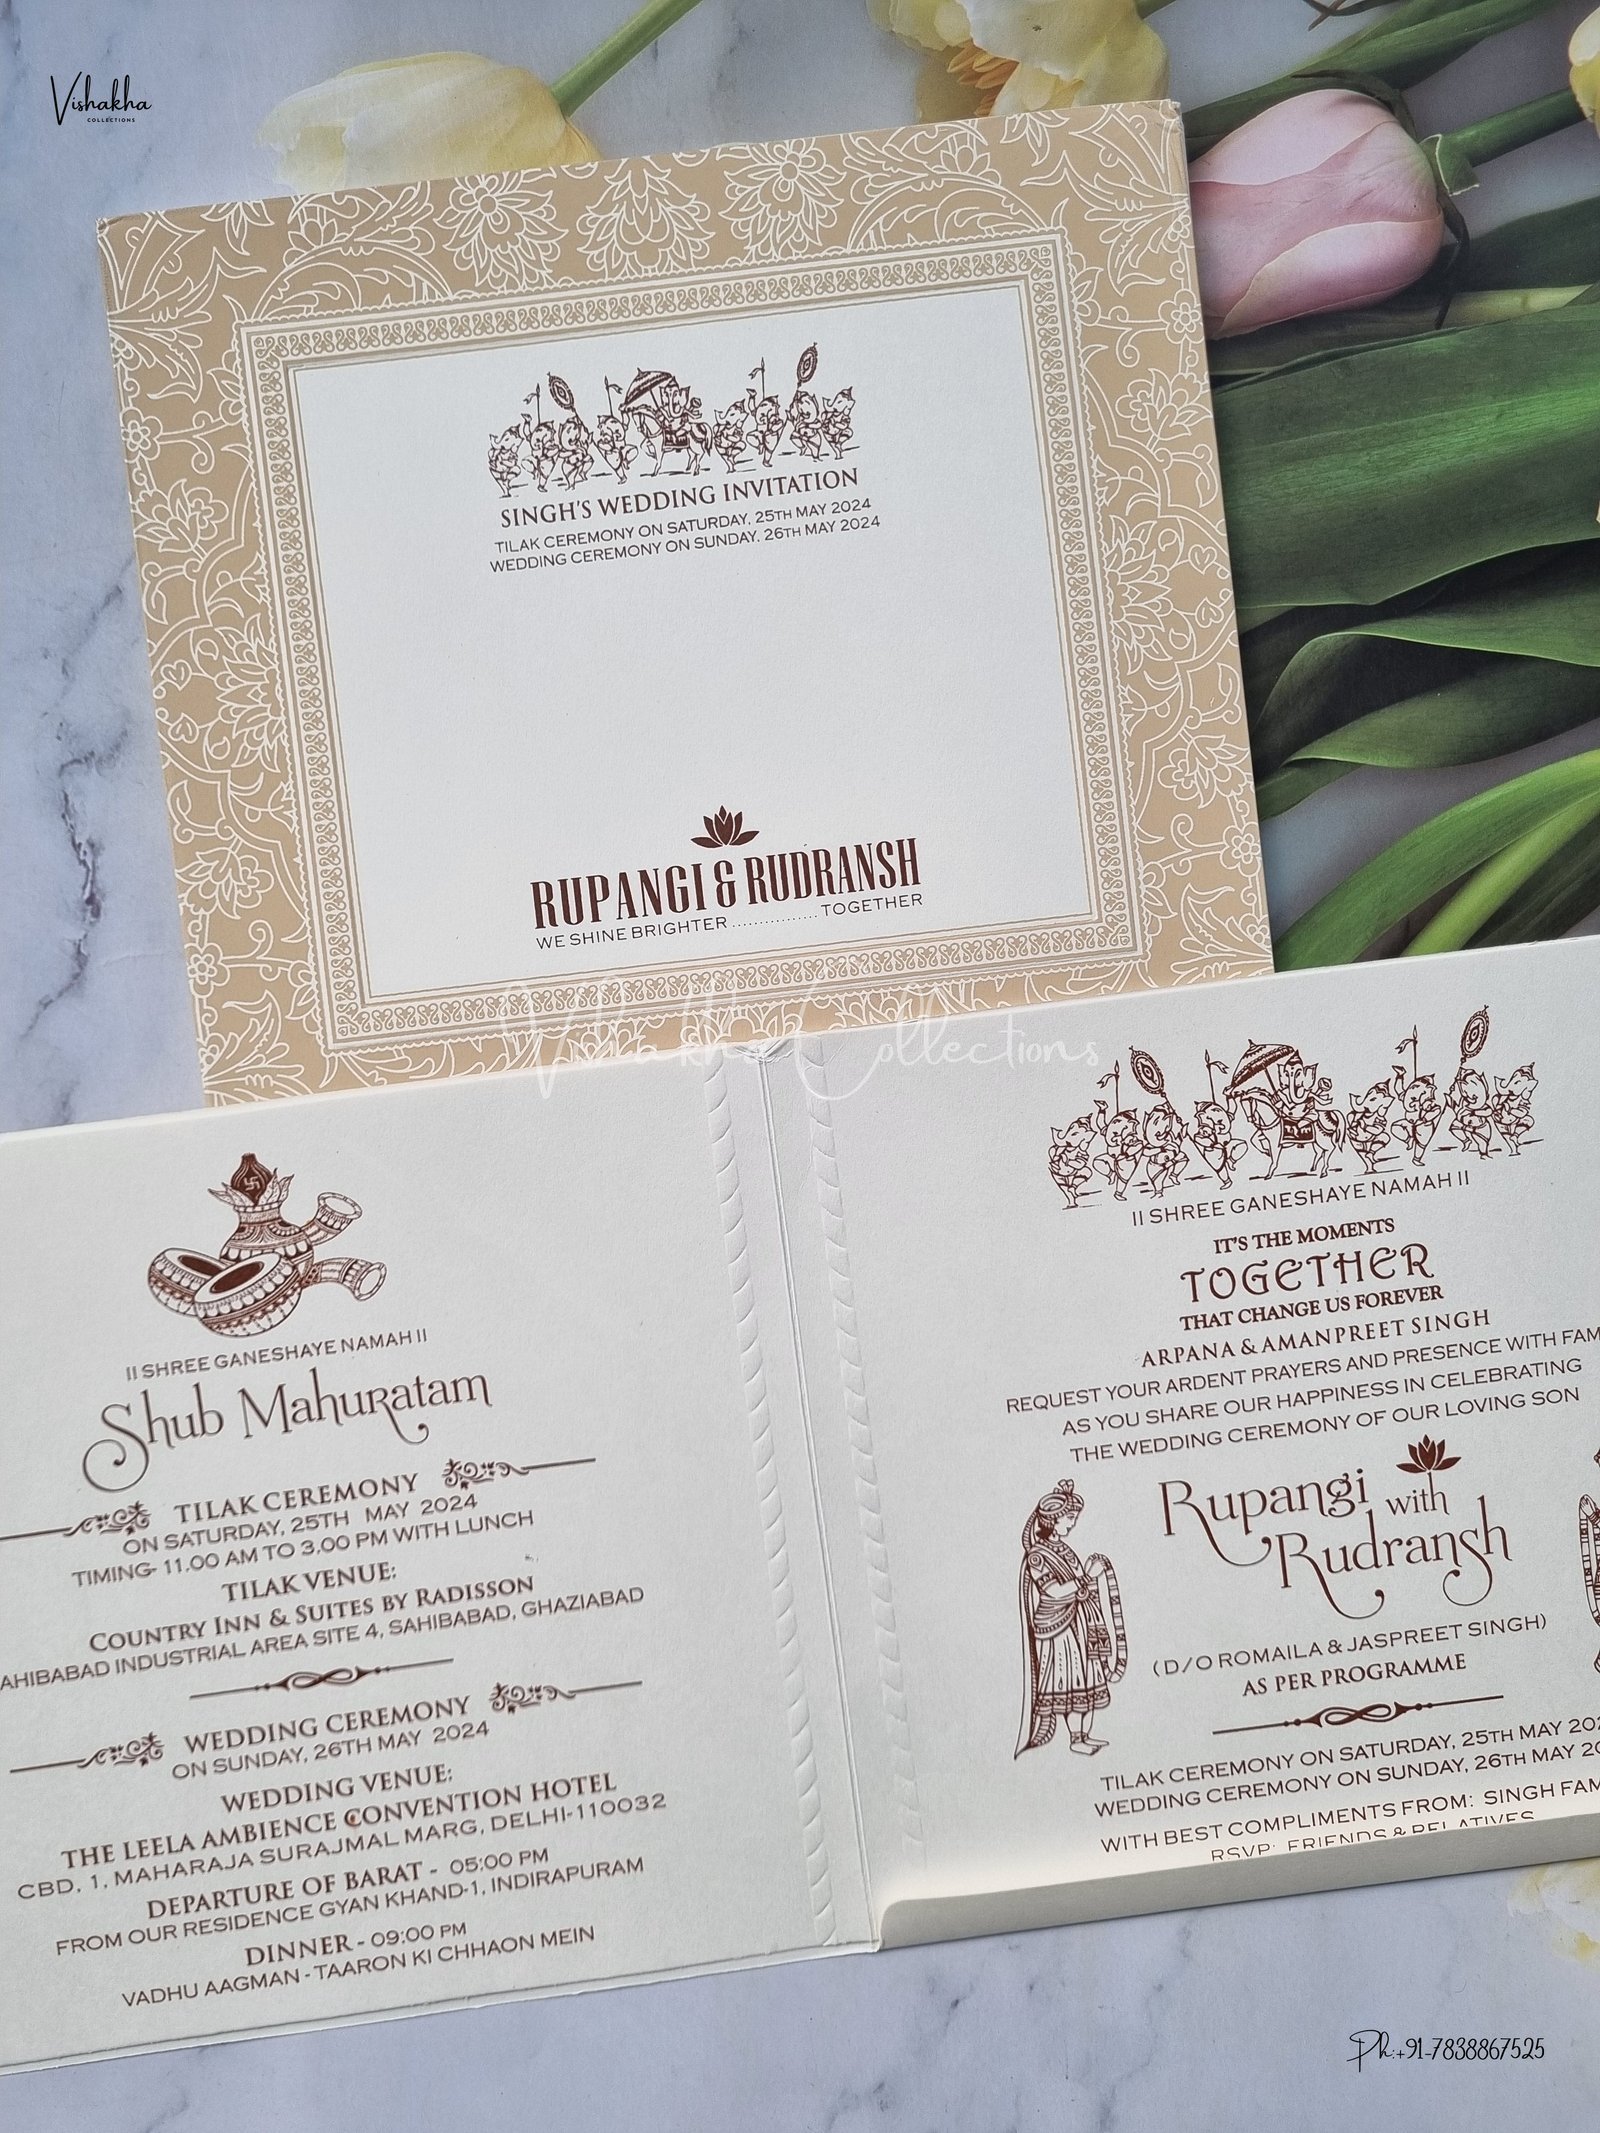 Vishakha
COLLECTIONS
SINGH'S WEDDING INVITATION
TILAK CEREMONY ON SATURDAY, 25TH MAY 2024
WEDDING CEREMONY ON SUNDAY, 26TH MAY 2024
RUPANGI & RUDRANSH
WE SHINE BRIGHTER ................. TOGETHER
Vishakha Collections
II SHREE GANESHAYE NAMAH II
Shub Mahuratam
TILAK CEREMONY
ON SATURDAY, 25TH MAY 2024
TIMING- 11.00 AM TO 3.00 PM WITH LUNCH
TILAK VENUE:
COUNTRY INN & SUITES BY RADISSON
AHIBABAD INDUSTRIAL AREA SITE 4, SAHIBABAD, GHAZIABAD
WEDDING CEREMONY
ON SUNDAY, 26TH MAY 2024
WEDDING VENUE:
THE LEELA AMBIENCE CONVENTION HOTEL
CBD, 1, MAHARAJA SURAJMAL MARG, DELHI-110032
DEPARTURE OF BARAT - 05:00 PM
FROM OUR RESIDENCE GYAN KHAND-1, INDIRAPURAM
DINNER - 09:00 PM
VADHU AAGMAN - TAARON KI CHHAON MEIN
II SHREE GANESHAYE NAMAH II
IT'S THE MOMENTS
TOGETHER
THAT CHANGE US FOREVER
ARPANA & AMANPREET SINGH
REQUEST YOUR ARDENT PRAYERS AND PRESENCE WITH FAM
AS YOU SHARE OUR HAPPINESS IN CELEBRATING
THE WEDDING CEREMONY OF OUR LOVING SON
Rupangi with
Rudransh
(D/O ROMAILA & JASPREET SINGH)
AS PER PROGRAMME
TILAK CEREMONY ON SATURDAY, 25TH MAY 202
WEDDING CEREMONY ON SUNDAY, 26TH MAY 20
WITH BEST COMPLIMENTS FROM: SINGH FAM
RSVP: FRIENDS & RELATIVES
Ph:+91-7838867525